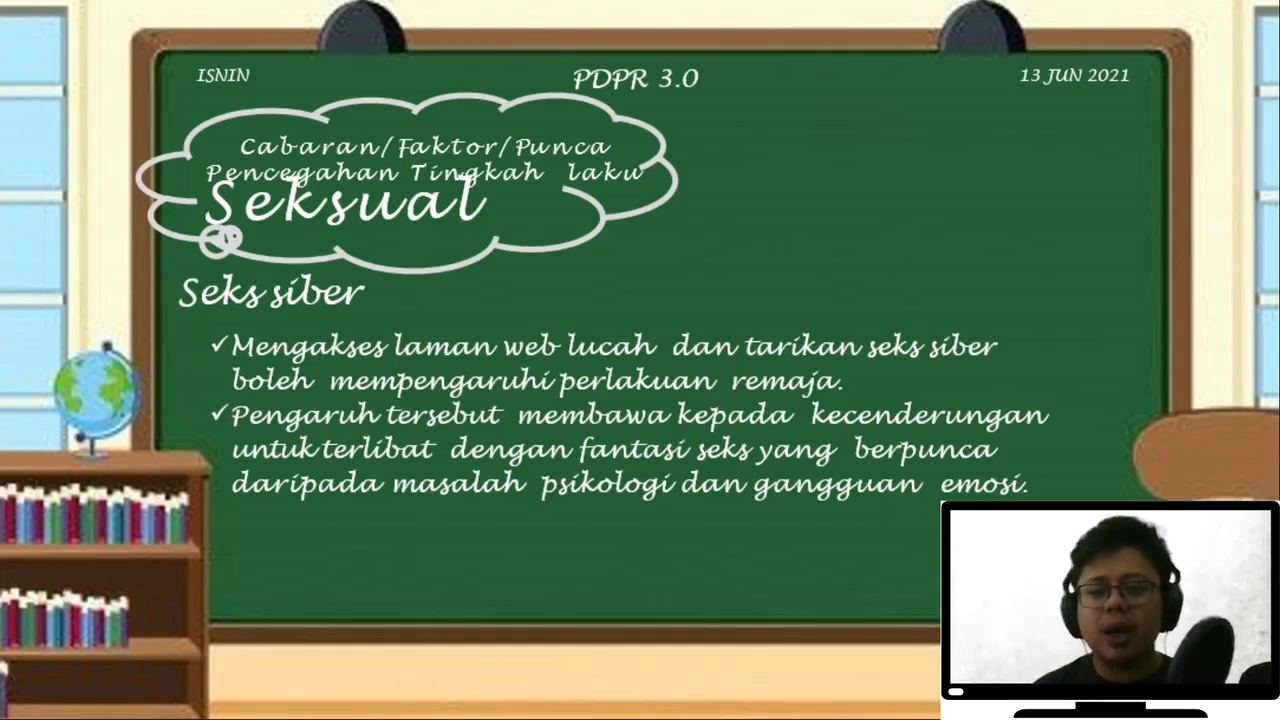 ISNIN
PDPR 3.0
13 JUN 2021
Cabaran/Faktor/Punca
Pencegahan Tingkah laku
Seksual
Seks siber
✓Mengakses laman web lucah dan tarikan seks siber
boleh mempengaruhi perlakuan remaja.
✓Pengaruh tersebut membawa kepada kecenderungan
untuk terlibat dengan fantasi seks yang berpunca
daripada masalah psikologi dan gangguan emosi.